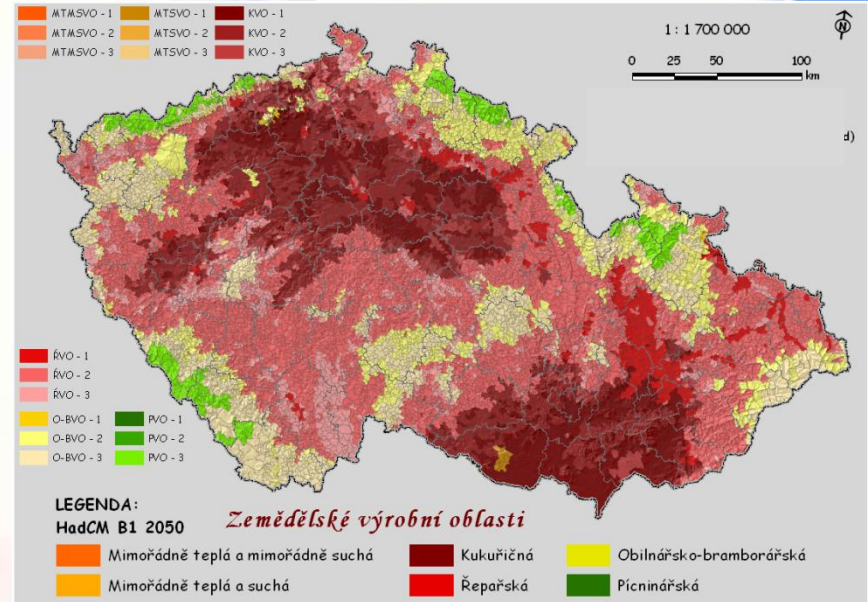 MTMSVO - 1 MTSVO - 1 KVO - 1
MTMSVO - 2 MTSVO - 2 KVO - 2
MTMSVO - 3 MTSVO - 3 KVO - 3
N
1 : 1 700 000
0 25 50 100
km
d)
ŘVO - 1
ŘVO - 2
ŘVO - 3
O-BVO - 1 PVO - 1
O-BVO - 2 PVO - 2
O-BVO - 3 PVO - 3
LEGENDA:
HadCM B1 2050 Zemědělské výrobní oblasti
Mimořádně teplá a mimořádně suchá Kukuřičná Obilnářsko-bramborářská
Mimořádně teplá a suchá Řepařská Pícninářská